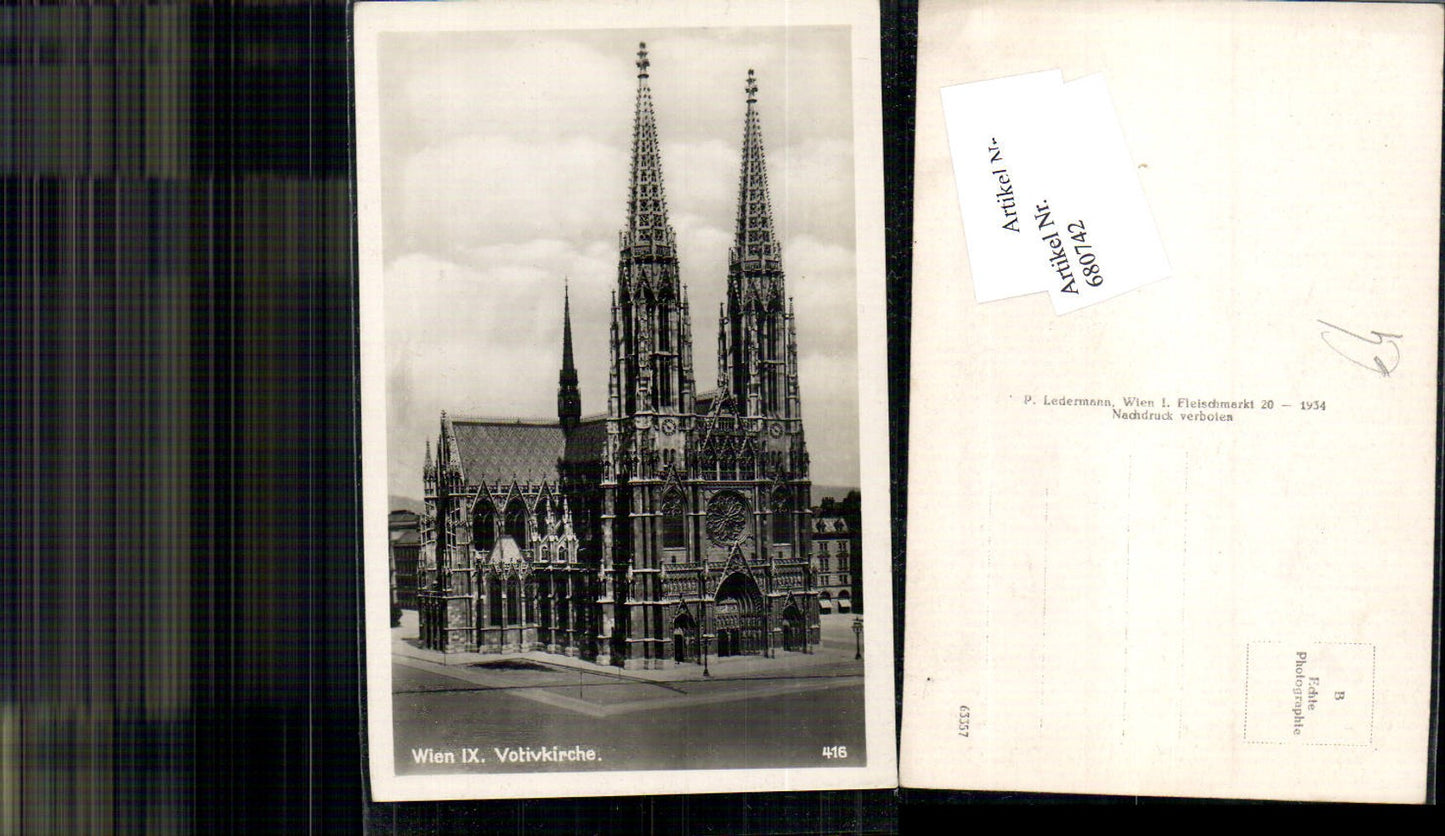 Wien IX. Votivkirche.
416
Artikel Nr.
Artikel Nr.
680742
P. Ledermann, Wien I. Fleischmarkt 20 — 1934
Nachdruck verboten
B
Echte
Photographie
63357